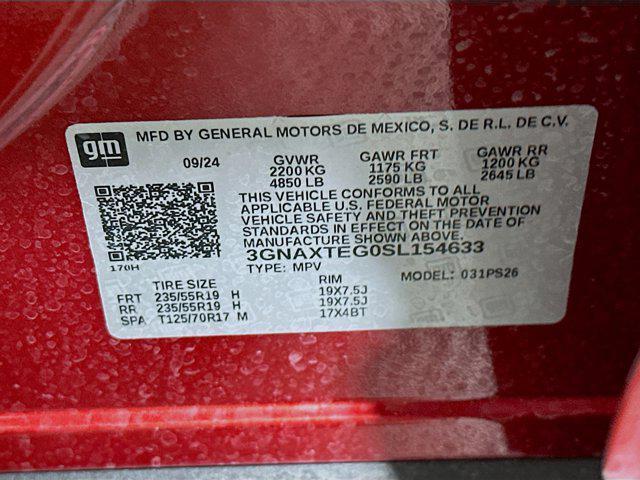 gm MFD BY GENERAL MOTORS DE MEXICO, S. DE R.L. DE C.V.
09/24 GVWR GAWR FRT GAWR RR
2200 KG 1175 KG 1200 KG
4850 LB 2590 LB 2645 LB
THIS VEHICLE CONFORMS TO ALL
APPLICABLE U.S. FEDERAL MOTOR
VEHICLE SAFETY AND THEFT PREVENTION
STANDARDS IN EFFECT ON THE DATE OF
MANUFACTURE SHOWN ABOVE.
3GNAXTEG0SL154633
170H TYPE: MPV MODEL: 031PS26
TIRE SIZE RIM
FRT 235/55R19 H 19X7.5J
RR 235/55R19 H 19X7.5J
SPA T125/70R17 M 17X4BT